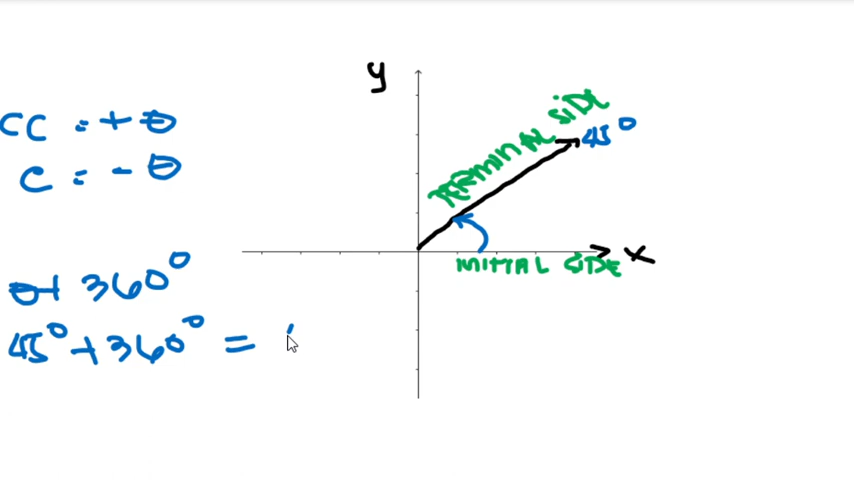 y
TERMINAL SIDE
45°
CC = + θ
C = - θ
x
INITIAL SIDE
θ+ 360°
45° + 360° =